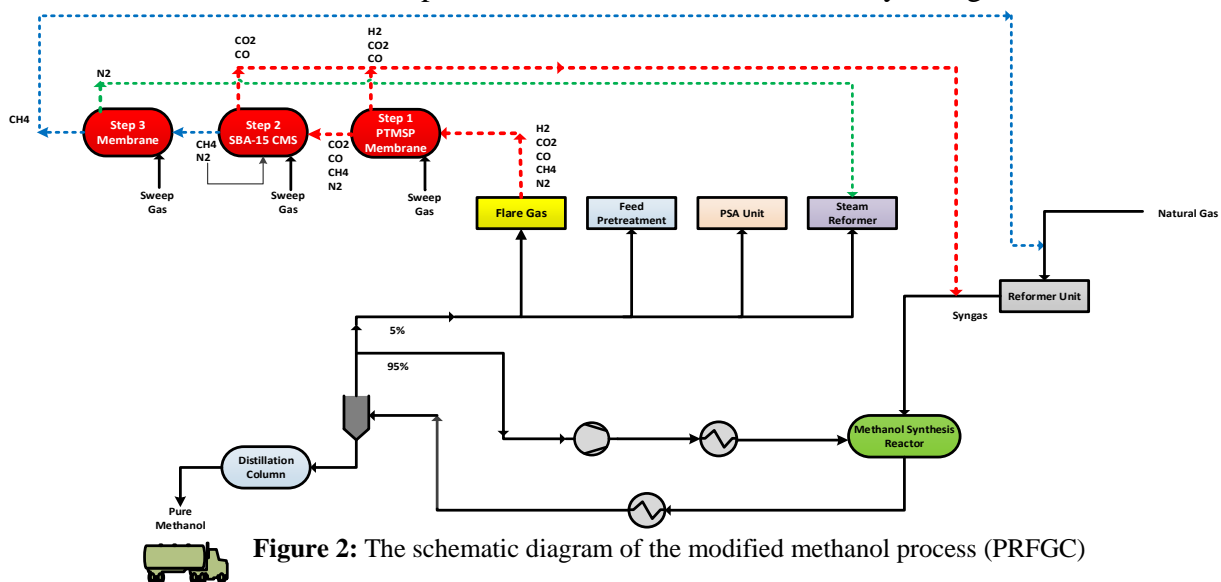 CO2
CO
H2
CO2
CO
N2
CH4
Step 3
Membrane
Step 2
SBA-15 CMS
Step 1
PTMSP
Membrane
CH4
N2
CO2
CO
CH4
N2
H2
CO2
CO
CH4
N2
Sweep
Gas
Sweep
Gas
Sweep
Gas
Flare Gas
Feed
Pretreatment
PSA Unit
Steam
Reformer
Natural Gas
Reformer Unit
Syngas
5%
95%
Methanol Synthesis
Reactor
Distillation
Column
Pure
Methanol
Figure 2: The schematic diagram of the modified methanol process (PRFGC)